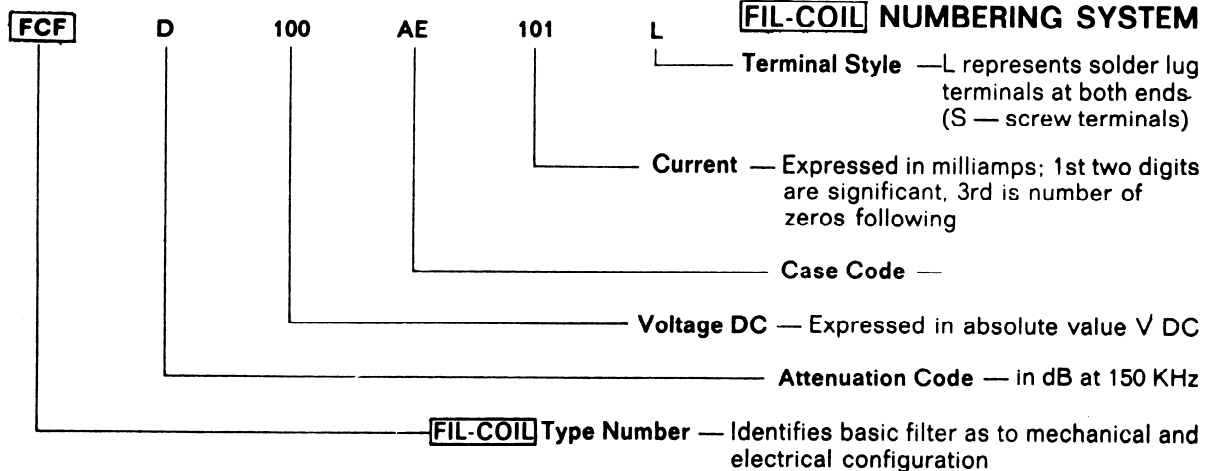 FIL-COIL NUMBERING SYSTEM
FCF D 100 AE 101 L
Terminal Style — L represents solder lug
terminals at both ends
(S — screw terminals)
Current — Expressed in milliamps; 1st two digits
are significant, 3rd is number of
zeros following
Case Code —
Voltage DC — Expressed in absolute value V DC
Attenuation Code — in dB at 150 KHz
FIL-COIL Type Number — Identifies basic filter as to mechanical and
electrical configuration